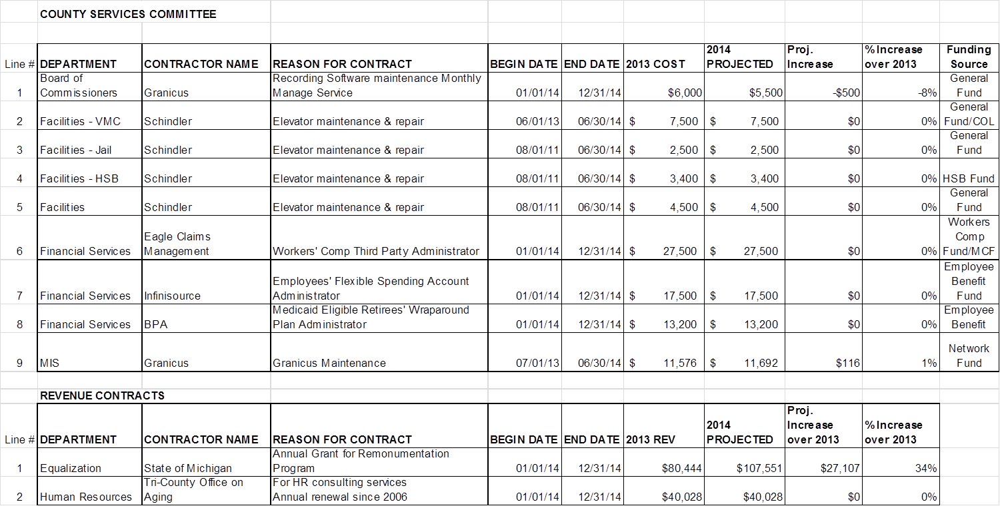 COUNTY SERVICES COMMITTEE
Line # DEPARTMENT CONTRACTOR NAME REASON FOR CONTRACT BEGIN DATE END DATE 2013 COST 2014 PROJECTED Proj. Increase % Increase over 2013 Funding Source
1 Board of Commissioners Granicus Recording Software maintenance Monthly Manage Service 01/01/14 12/31/14 $6,000 $5,500 -$500 -8% General Fund
2 Facilities - VMC Schindler Elevator maintenance & repair 06/01/13 06/30/14 $ 7,500 $ 7,500 $0 0% General Fund/COL
3 Facilities - Jail Schindler Elevator maintenance & repair 08/01/11 06/30/14 $ 2,500 $ 2,500 $0 0% General Fund
4 Facilities - HSB Schindler Elevator maintenance & repair 08/01/11 06/30/14 $ 3,400 $ 3,400 $0 0% HSB Fund
5 Facilities Schindler Elevator maintenance & repair 08/01/11 06/30/14 $ 4,500 $ 4,500 $0 0% General Fund
6 Financial Services Eagle Claims Management Workers' Comp Third Party Administrator 01/01/14 12/31/14 $ 27,500 $ 27,500 $0 0% Workers Comp Fund/MCF
7 Financial Services Infinisource Employees' Flexible Spending Account Administrator 01/01/14 12/31/14 $ 17,500 $ 17,500 $0 0% Employee Benefit Fund
8 Financial Services BPA Medicaid Eligible Retirees' Wraparound Plan Administrator 01/01/14 12/31/14 $ 13,200 $ 13,200 $0 0% Employee Benefit
9 MIS Granicus Granicus Maintenance 07/01/13 06/30/14 $ 11,576 $ 11,692 $116 1% Network Fund
REVENUE CONTRACTS
Line # DEPARTMENT CONTRACTOR NAME REASON FOR CONTRACT BEGIN DATE END DATE 2013 REV 2014 PROJECTED Proj. Increase over 2013 % Increase over 2013
1 Equalization State of Michigan Annual Grant for Remonumentation Program 01/01/14 12/31/14 $80,444 $107,551 $27,107 34%
2 Human Resources Tri-County Office on Aging For HR consulting services Annual renewal since 2006 01/01/14 12/31/14 $40,028 $40,028 $0 0%